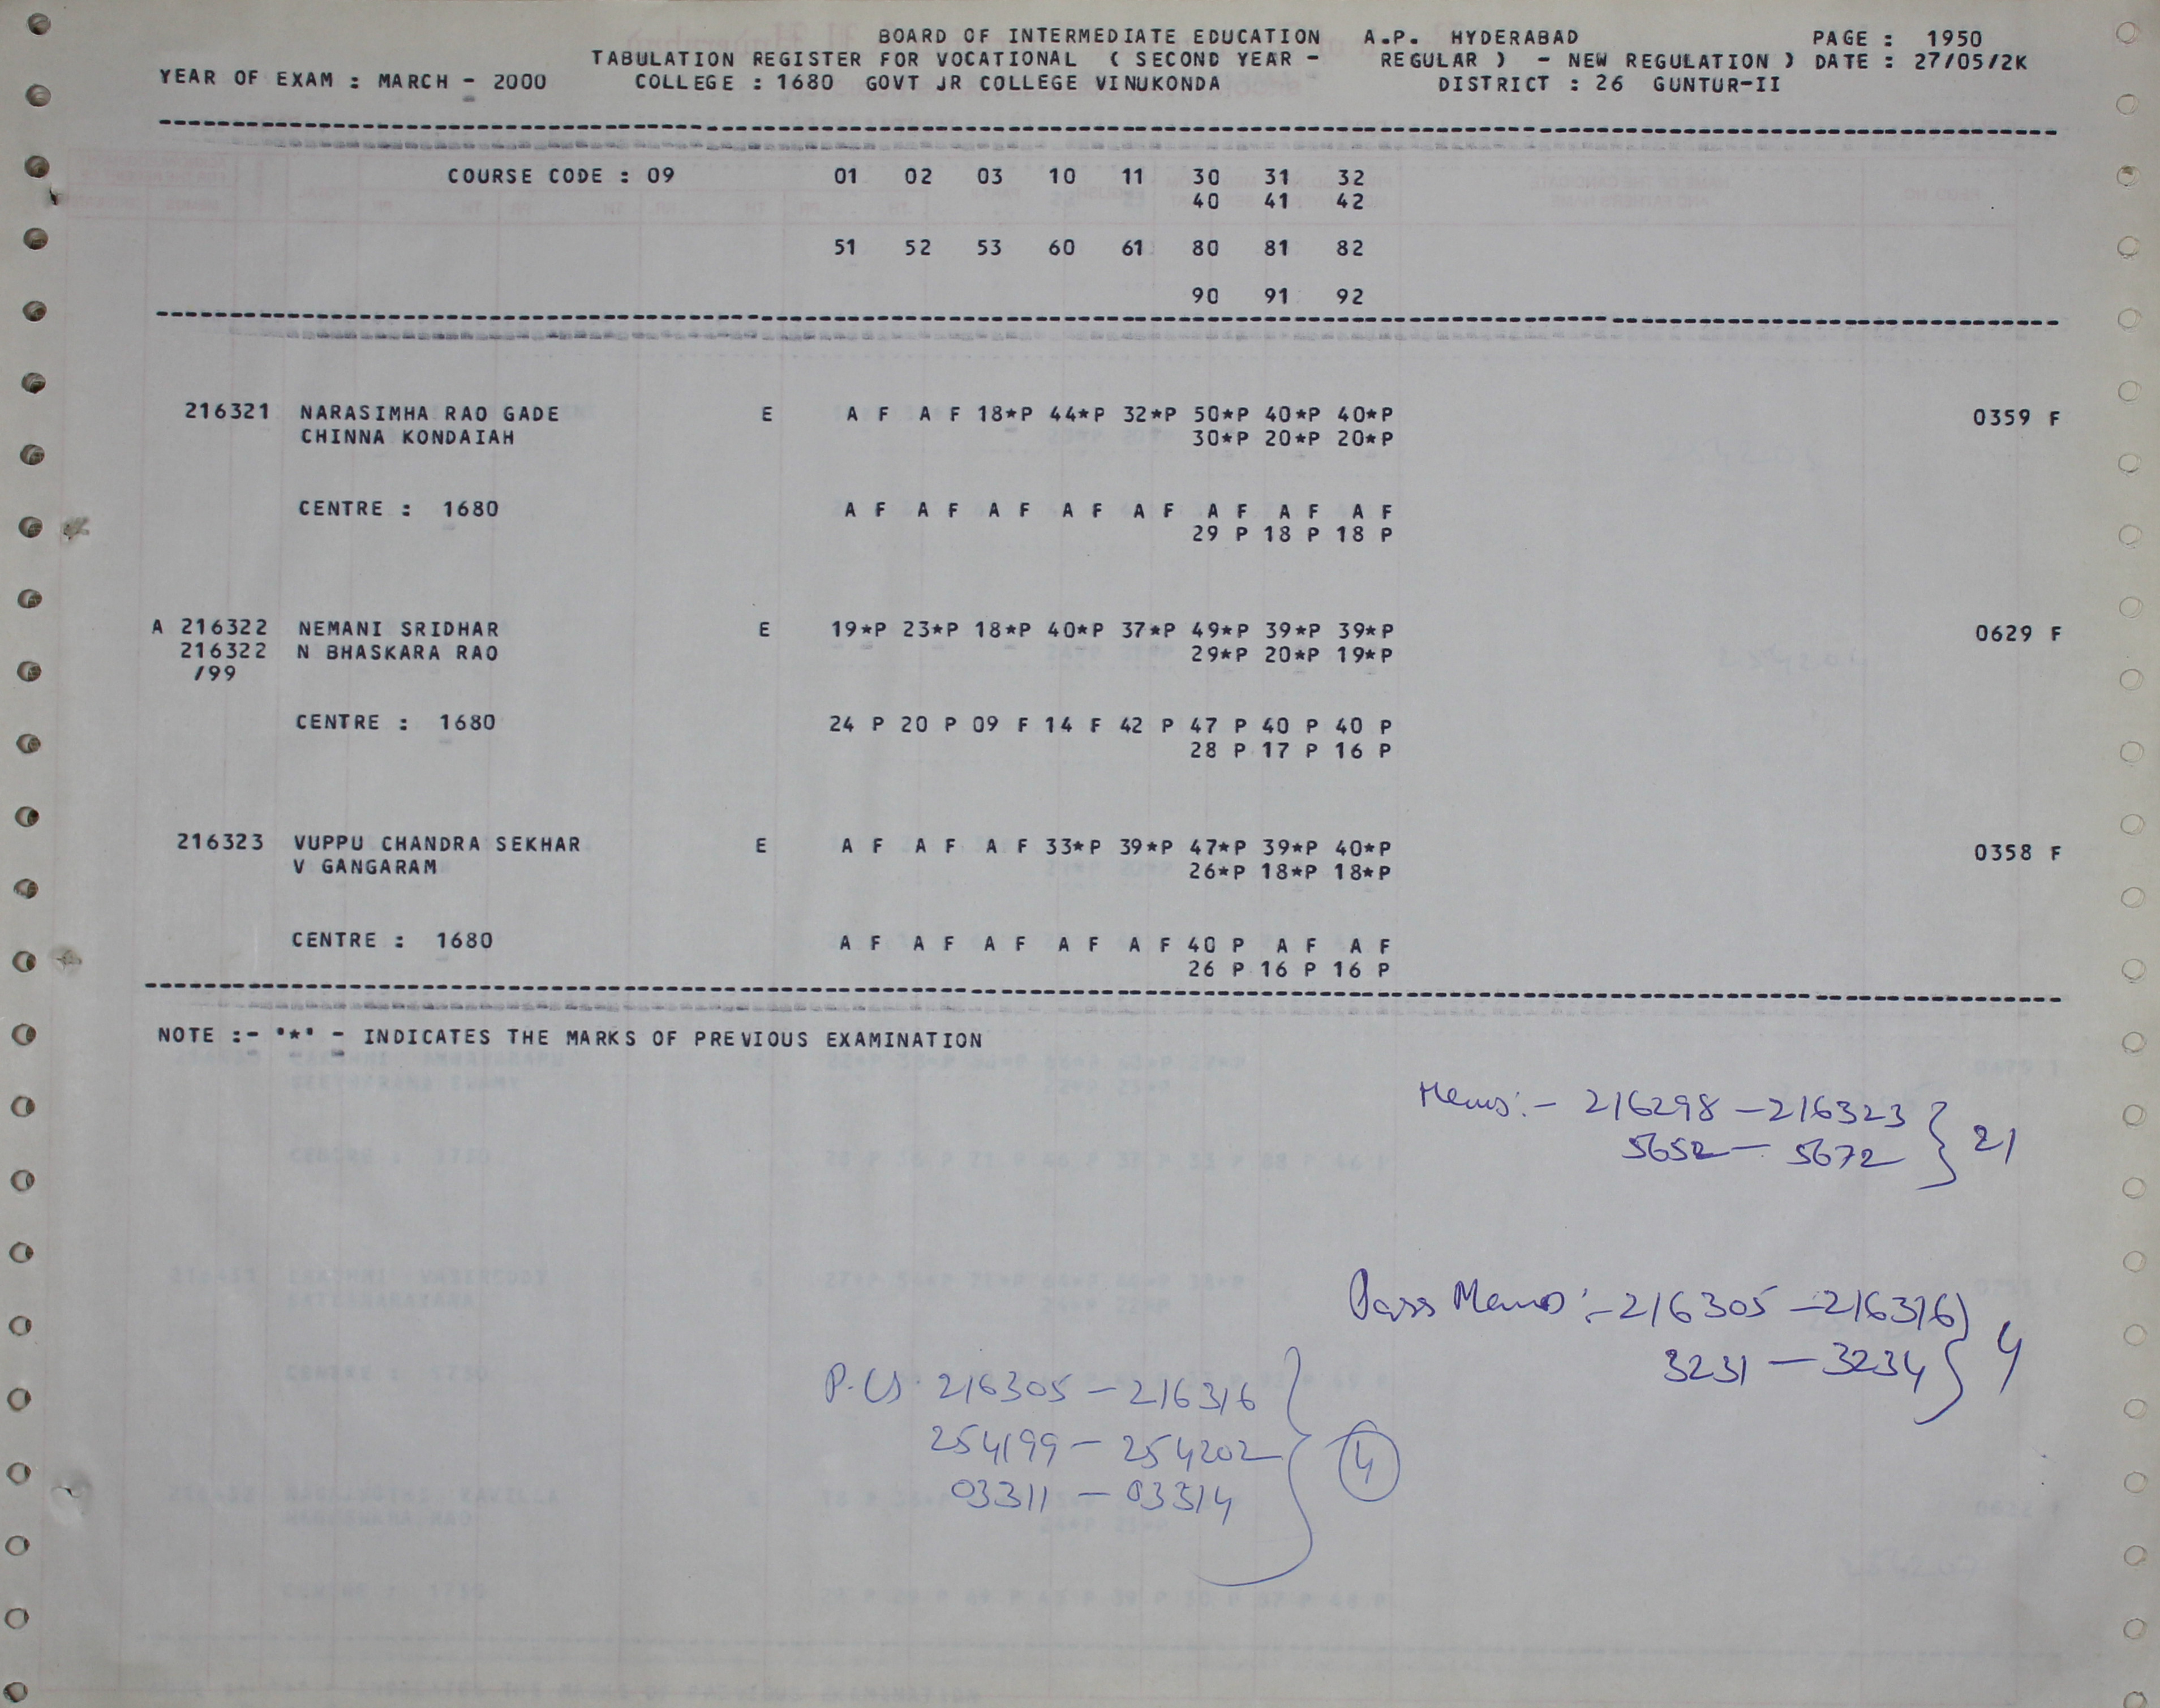 BOARD OF INTERMEDIATE EDUCATION A.P. HYDERABAD PAGE : 1950
TABULATION REGISTER FOR VOCATIONAL ( SECOND YEAR - REGULAR ) - NEW REGULATION ) DATE : 27/05/2K
YEAR OF EXAM : MARCH - 2000 COLLEGE : 1680 GOVT JR COLLEGE VINUKONDA DISTRICT : 26 GUNTUR-II
COURSE CODE : 09 01 02 03 10 11 30 31 32
40 41 42
51 52 53 60 61 80 81 82
90 91 92
216321 NARASIMHA RAO GADE E A F A F 18*P 44*P 32*P 50*P 40*P 40*P 0359 F
CHINNA KONDAIAH 30*P 20*P 20*P
CENTRE : 1680 A F A F A F A F A F A F A F A F
29 P 18 P 18 P
A 216322 NEMANI SRIDHAR E 19*P 23*P 18*P 40*P 37*P 49*P 39*P 39*P 0629 F
216322 N BHASKARA RAO 29*P 20*P 19*P
/99
CENTRE : 1680 24 P 20 P 09 F 14 F 42 P 47 P 40 P 40 P
28 P 17 P 16 P
216323 VUPPU CHANDRA SEKHAR E A F A F A F 33*P 39*P 47*P 39*P 40*P 0358 F
V GANGARAM 26*P 18*P 18*P
CENTRE : 1680 A F A F A F A F A F 40 P A F A F
26 P 16 P 16 P
NOTE :- '*' - INDICATES THE MARKS OF PREVIOUS EXAMINATION
Memos :- 216298 - 216323
5652 - 5672 } 21
Pass Memos :- 216305 - 216316
3231 - 3234 } 4
P.Cs. 216305 - 216316
254199 - 254202 } 4
03311 - 03314